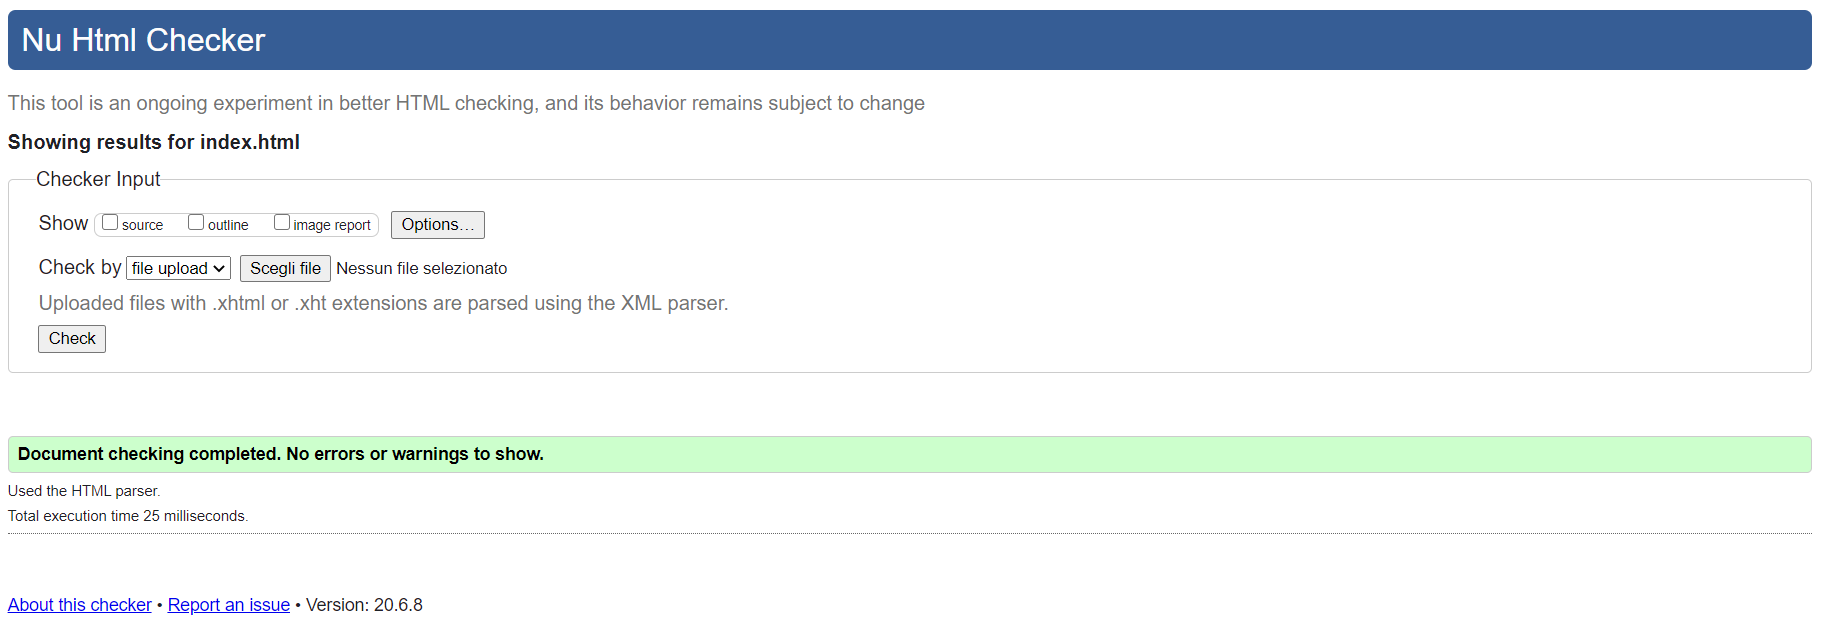 Nu Html Checker
This tool is an ongoing experiment in better HTML checking, and its behavior remains subject to change
Showing results for index.html
Checker Input
Show source outline image report Options…
Check by file upload Scegli file Nessun file selezionato
Uploaded files with .xhtml or .xht extensions are parsed using the XML parser.
Check
Document checking completed. No errors or warnings to show.
Used the HTML parser.
Total execution time 25 milliseconds.
About this checker • Report an issue • Version: 20.6.8